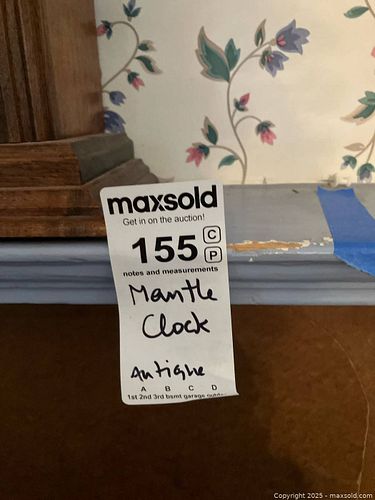 maxsold
Get in on the auction!
155 C
P
notes and measurements
Mantle
Clock
Antique
A B C D
1st 2nd 3rd bsmt garage outdoor
Copyright 2025 - maxsold.com